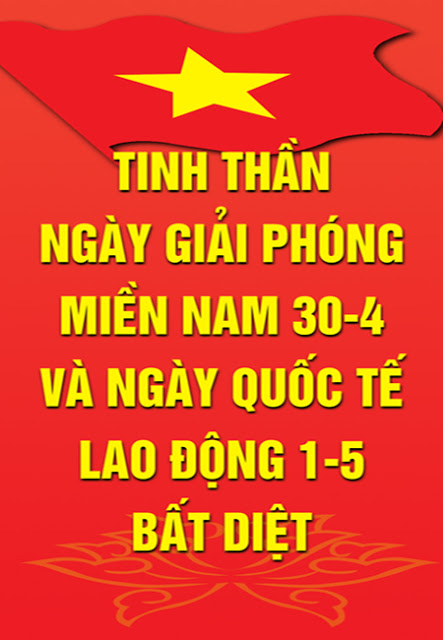 TINH THẦN
NGÀY GIẢI PHÓNG
MIỀN NAM 30-4
VÀ NGÀY QUỐC TẾ
LAO ĐỘNG 1-5
BẤT DIỆT